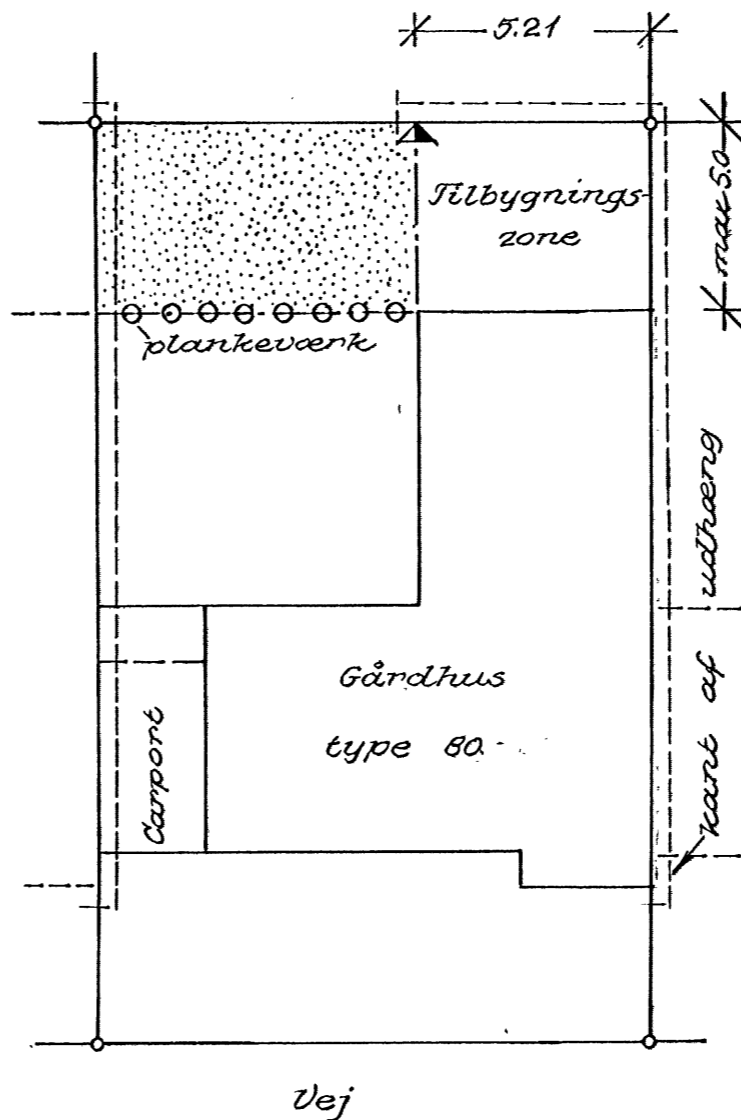 5.21
max 5.0
Tilbygnings-
zone
plankeværk
kant af udhæng
Gårdhus
type 80.
Carport
Vej